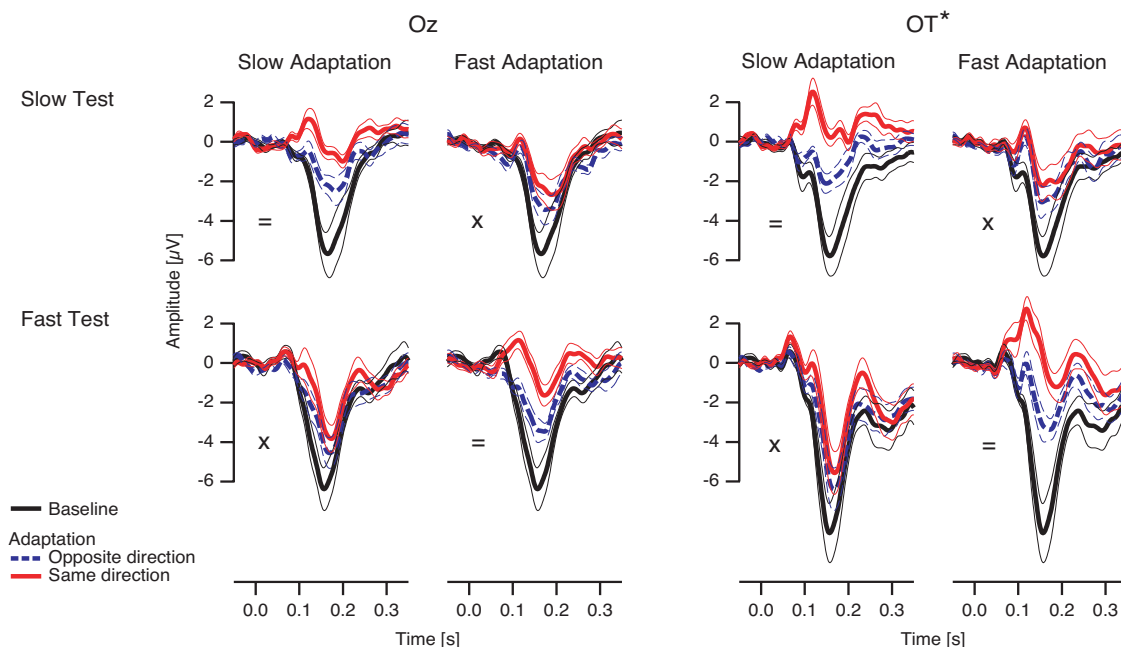 Oz
OT*
Slow Adaptation
Fast Adaptation
Slow Adaptation
Fast Adaptation
Slow Test
2
0
-2
-4
-6
=
x
2
0
-2
-4
-6
=
x
Amplitude [µV]
Fast Test
2
0
-2
-4
-6
x
=
2
0
-2
-4
-6
x
=
Baseline
Adaptation
Opposite direction
Same direction
0.0 0.1 0.2 0.3
0.0 0.1 0.2 0.3
0.0 0.1 0.2 0.3
0.0 0.1 0.2 0.3
Time [s]
Time [s]